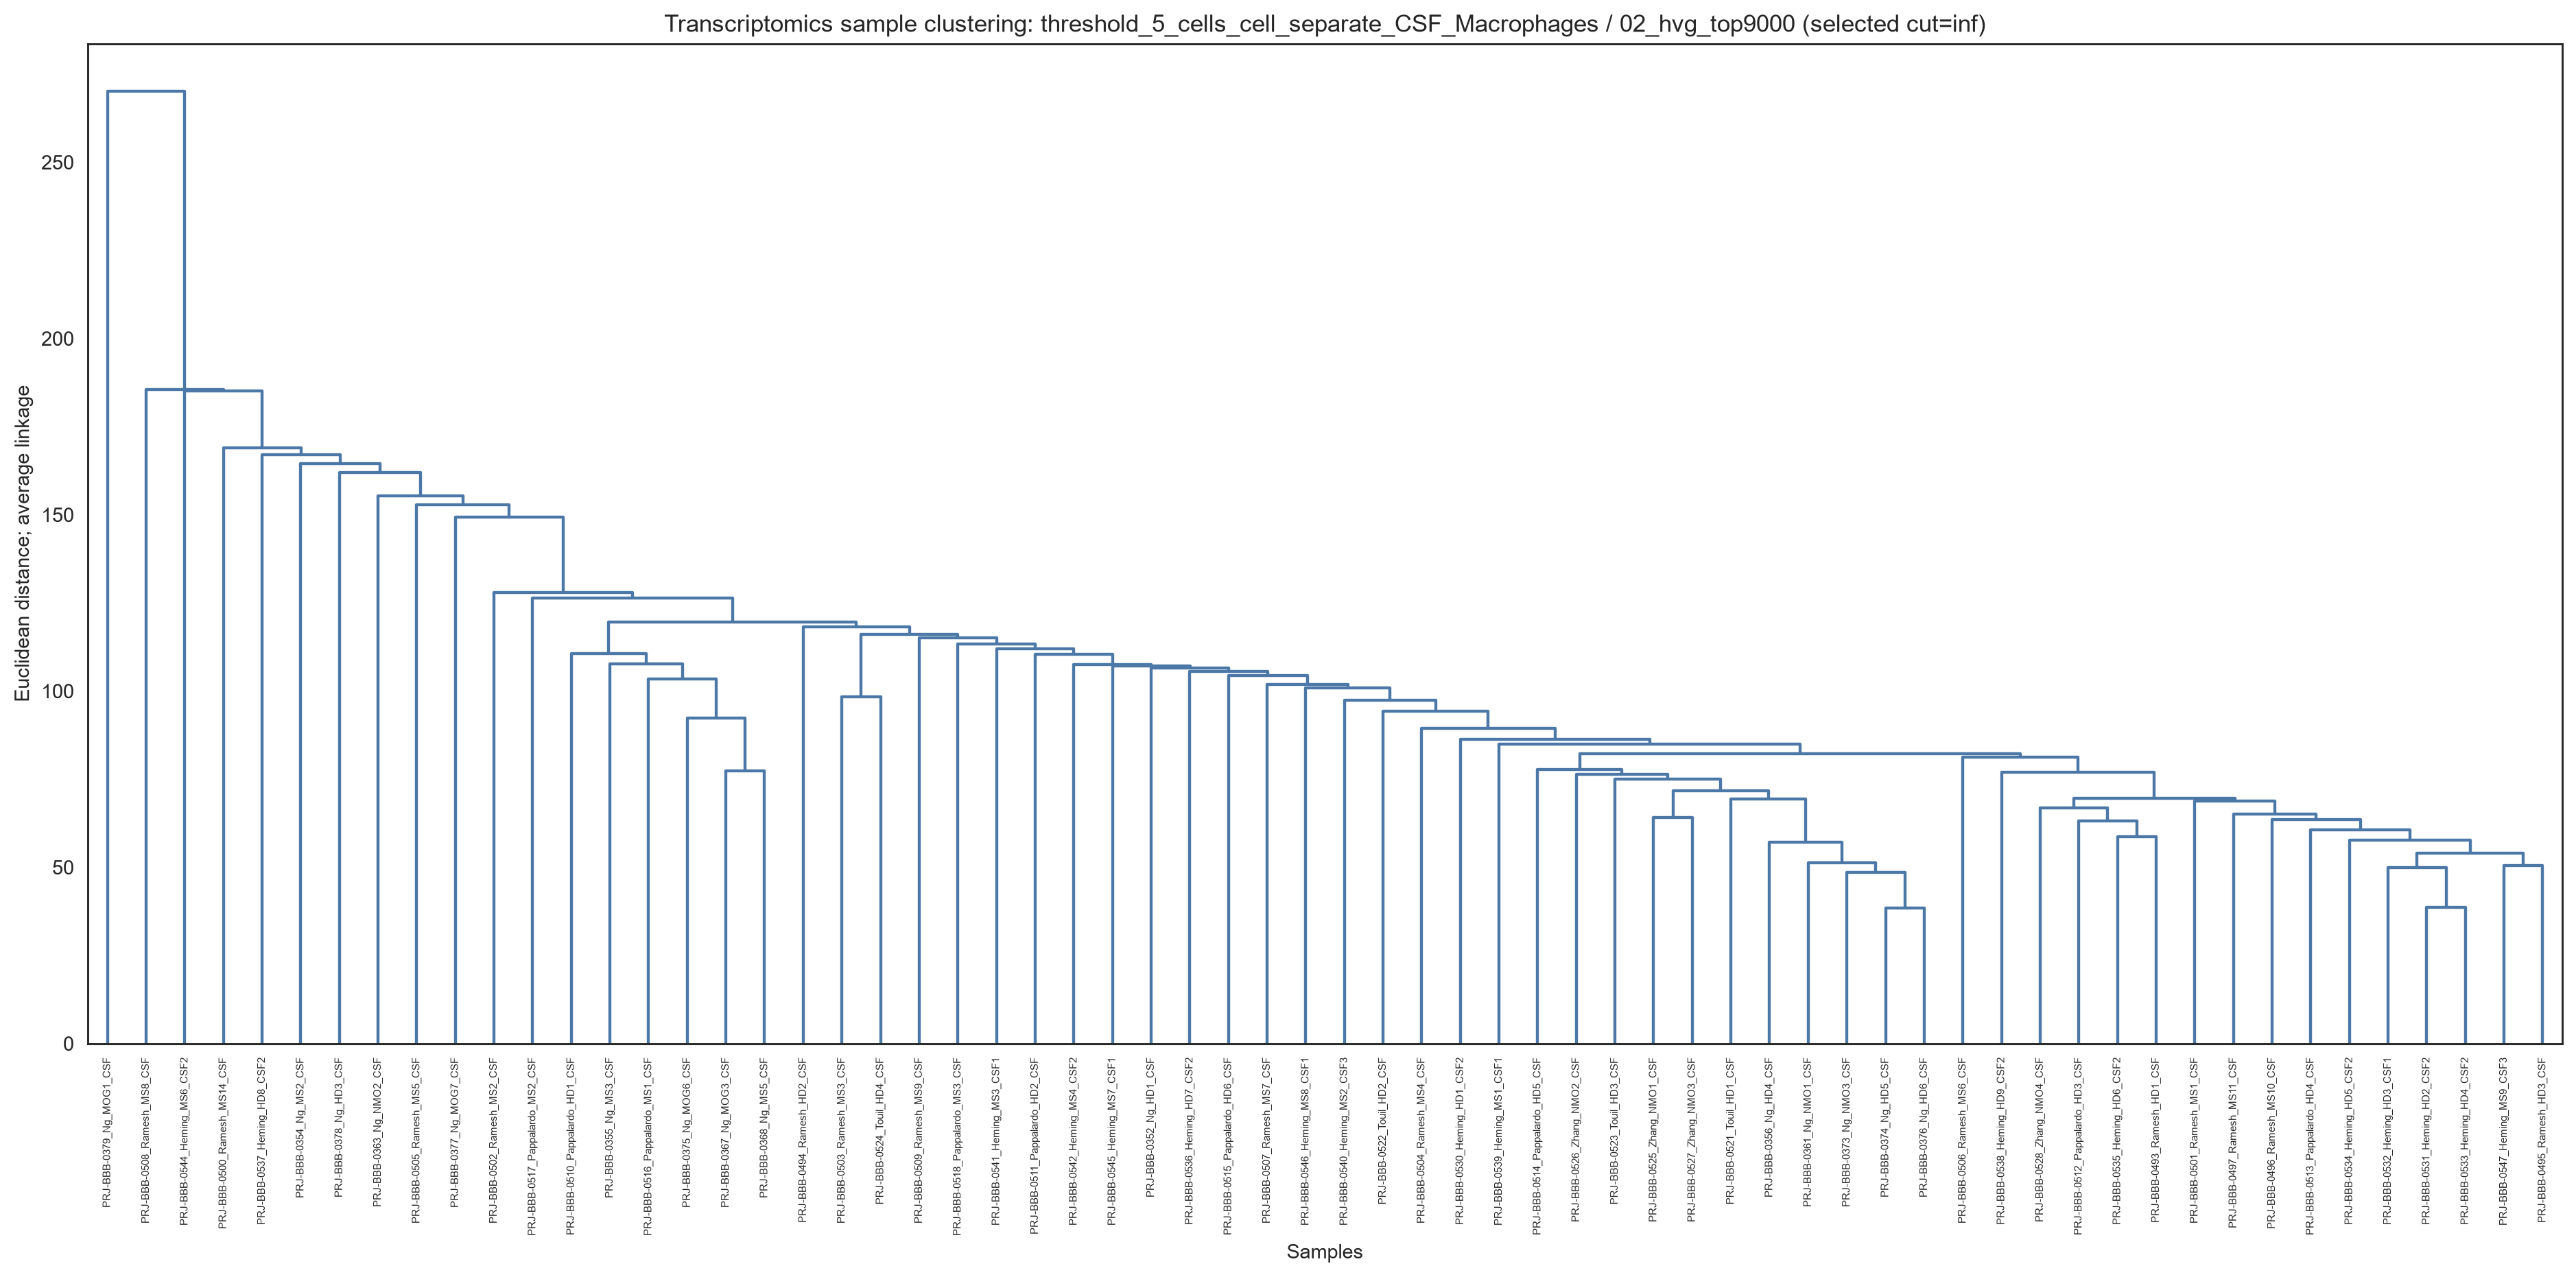 Transcriptomics sample clustering: threshold_5_cells_cell_separate_CSF_Macrophages / 02_hvg_top9000 (selected cut=inf)
Euclidean distance; average linkage
250
200
150
100
50
0
PRJ-BBB-0379_Ng_MOG1_CSF
PRJ-BBB-0508_Ramesh_MS8_CSF
PRJ-BBB-0544_Heming_MS6_CSF2
PRJ-BBB-0500_Ramesh_MS14_CSF
PRJ-BBB-0537_Heming_HD8_CSF2
PRJ-BBB-0354_Ng_MS2_CSF
PRJ-BBB-0378_Ng_HD3_CSF
PRJ-BBB-0363_Ng_NMO2_CSF
PRJ-BBB-0505_Ramesh_MS5_CSF
PRJ-BBB-0377_Ng_MOG7_CSF
PRJ-BBB-0502_Ramesh_MS2_CSF
PRJ-BBB-0517_Pappalardo_MS2_CSF
PRJ-BBB-0510_Pappalardo_HD1_CSF
PRJ-BBB-0355_Ng_MS3_CSF
PRJ-BBB-0516_Pappalardo_MS1_CSF
PRJ-BBB-0375_Ng_MOG6_CSF
PRJ-BBB-0367_Ng_MOG3_CSF
PRJ-BBB-0368_Ng_MS5_CSF
PRJ-BBB-0494_Ramesh_HD2_CSF
PRJ-BBB-0503_Ramesh_MS3_CSF
PRJ-BBB-0524_Touil_HD4_CSF
PRJ-BBB-0509_Ramesh_MS9_CSF
PRJ-BBB-0518_Pappalardo_MS3_CSF
PRJ-BBB-0541_Heming_MS3_CSF1
PRJ-BBB-0511_Pappalardo_HD2_CSF
PRJ-BBB-0542_Heming_MS4_CSF2
PRJ-BBB-0545_Heming_MS7_CSF1
PRJ-BBB-0352_Ng_HD1_CSF
PRJ-BBB-0536_Heming_HD7_CSF2
PRJ-BBB-0515_Pappalardo_HD6_CSF
PRJ-BBB-0507_Ramesh_MS7_CSF
PRJ-BBB-0546_Heming_MS8_CSF1
PRJ-BBB-0540_Heming_MS2_CSF3
PRJ-BBB-0522_Touil_HD2_CSF
PRJ-BBB-0504_Ramesh_MS4_CSF
PRJ-BBB-0530_Heming_HD1_CSF2
PRJ-BBB-0539_Heming_MS1_CSF1
PRJ-BBB-0514_Pappalardo_HD5_CSF
PRJ-BBB-0526_Zhang_NMO2_CSF
PRJ-BBB-0523_Touil_HD3_CSF
PRJ-BBB-0525_Zhang_NMO1_CSF
PRJ-BBB-0527_Zhang_NMO3_CSF
PRJ-BBB-0521_Touil_HD1_CSF
PRJ-BBB-0356_Ng_HD4_CSF
PRJ-BBB-0361_Ng_NMO1_CSF
PRJ-BBB-0373_Ng_NMO3_CSF
PRJ-BBB-0374_Ng_HD5_CSF
PRJ-BBB-0376_Ng_HD6_CSF
PRJ-BBB-0506_Ramesh_MS6_CSF
PRJ-BBB-0538_Heming_HD9_CSF2
PRJ-BBB-0528_Zhang_NMO4_CSF
PRJ-BBB-0512_Pappalardo_HD3_CSF
PRJ-BBB-0535_Heming_HD6_CSF2
PRJ-BBB-0493_Ramesh_HD1_CSF
PRJ-BBB-0501_Ramesh_MS1_CSF
PRJ-BBB-0497_Ramesh_MS11_CSF
PRJ-BBB-0496_Ramesh_MS10_CSF
PRJ-BBB-0513_Pappalardo_HD4_CSF
PRJ-BBB-0534_Heming_HD5_CSF2
PRJ-BBB-0532_Heming_HD3_CSF1
PRJ-BBB-0531_Heming_HD2_CSF2
PRJ-BBB-0533_Heming_HD4_CSF2
PRJ-BBB-0547_Heming_MS9_CSF3
PRJ-BBB-0495_Ramesh_HD3_CSF
Samples